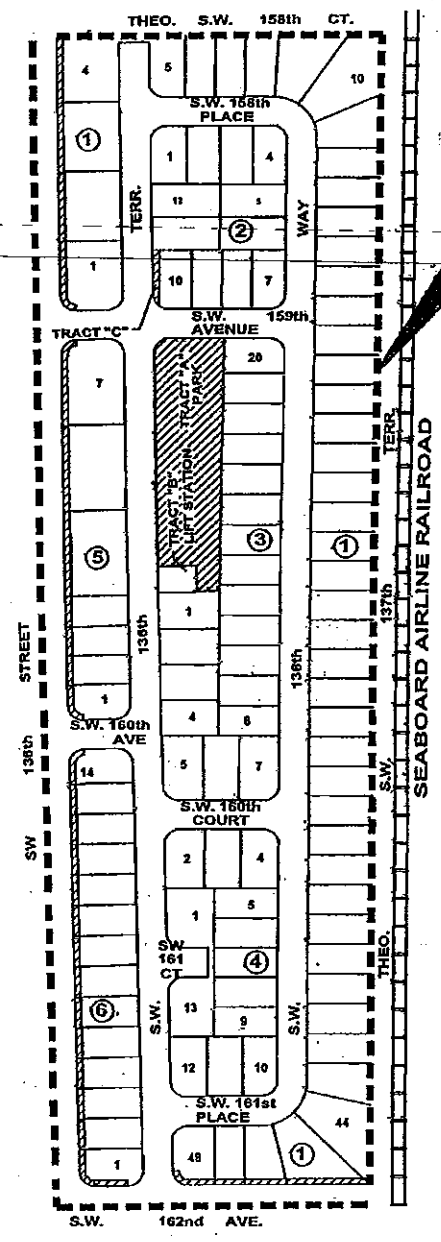 THEO. S.W. 158th CT.
4
5
10
S.W. 158th
PLACE
1
1
4
TERR.
WAY
13
5
2
1
10
7
S.W. 159th
AVENUE
TRACT "C"
7
20
TRACT "A"
PARK
TRACT "B"
LIFT STATION
TERR.
5
3
1
136th
136th
137th
SEABOARD AIRLINE RAILROAD
1
STREET
136th
SW
1
4
6
S.W. 160th
AVE
5
7
S.W.
14
S.W. 160th
COURT
2
4
1
5
SW
161
CT
4
THEO.
6
S.W.
13
9
S.W.
12
10
S.W. 161st
PLACE
44
1
49
1
S.W. 162nd AVE.